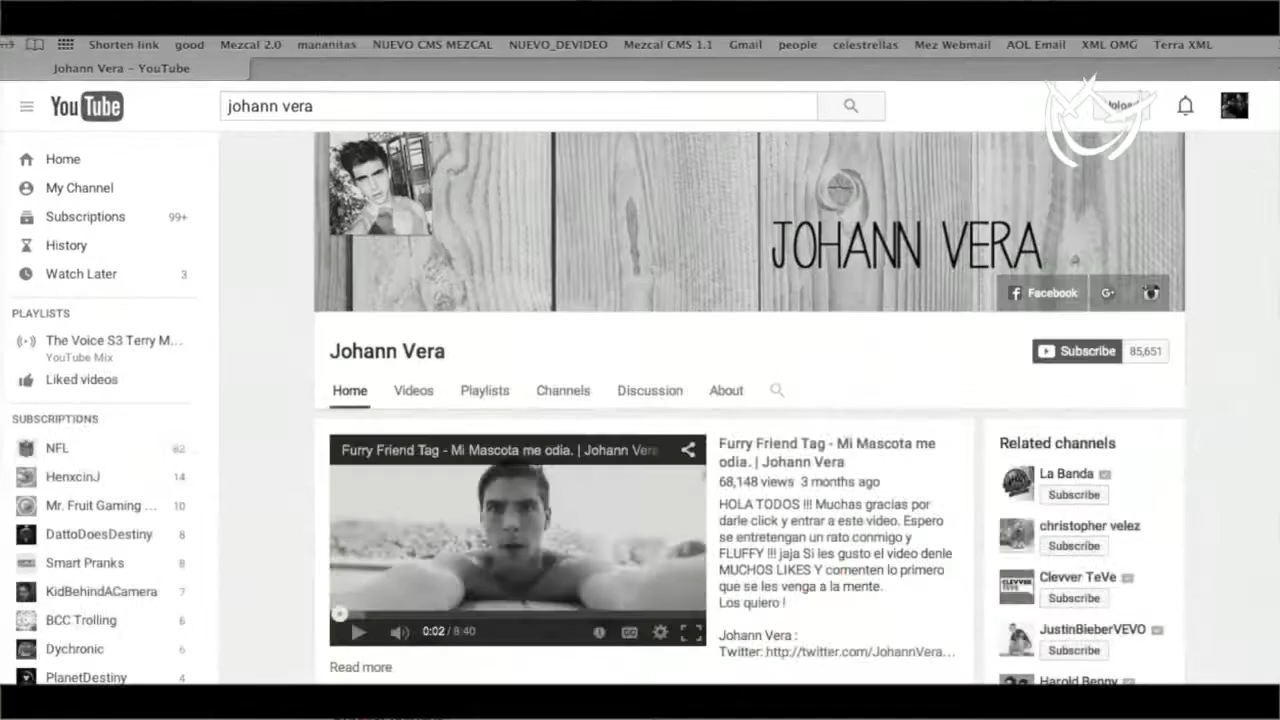 Shorten link good Mezcal 2.0 mananitas NUEVO CMS MEZCAL NUEVO_DEVIDEO Mezcal CMS 1.1 Gmail people celestrellas Mez Webmail AOL Email XML OMG Terra XML
Johann Vera - YouTube
YouTube
johann vera
Upload
Home
My Channel
Subscriptions 99+
History
Watch Later 3
PLAYLISTS
The Voice S3 Terry M...
YouTube Mix
Liked videos
SUBSCRIPTIONS
NFL 82
HenxcinJ 14
Mr. Fruit Gaming ... 10
DattoDoesDestiny 8
Smart Pranks 8
KidBehindACamera 7
BCC Trolling 6
Dychronic 6
PlanetDestiny 4
JOHANN VERA
Facebook
G+
Johann Vera
Subscribe 85,651
Home Videos Playlists Channels Discussion About
Furry Friend Tag - Mi Mascota me odia. | Johann Vera
0:02 / 8:40
CC
Read more
Furry Friend Tag - Mi Mascota me
odia. | Johann Vera
68,148 views 3 months ago
HOLA TODOS !!! Muchas gracias por
darle click y entrar a este video. Espero
se entretengan un rato conmigo y
FLUFFY !!! jaja Si les gusto el video denle
MUCHOS LIKES Y comenten lo primero
que se les venga a la mente.
Los quiero !
Johann Vera :
Twitter: http://twitter.com/JohannVera...
Related channels
La Banda
Subscribe
christopher velez
Subscribe
Clevver TeVe
CLEVVER
TEVE
Subscribe
JustinBieberVEVO
Subscribe
Harold Benny